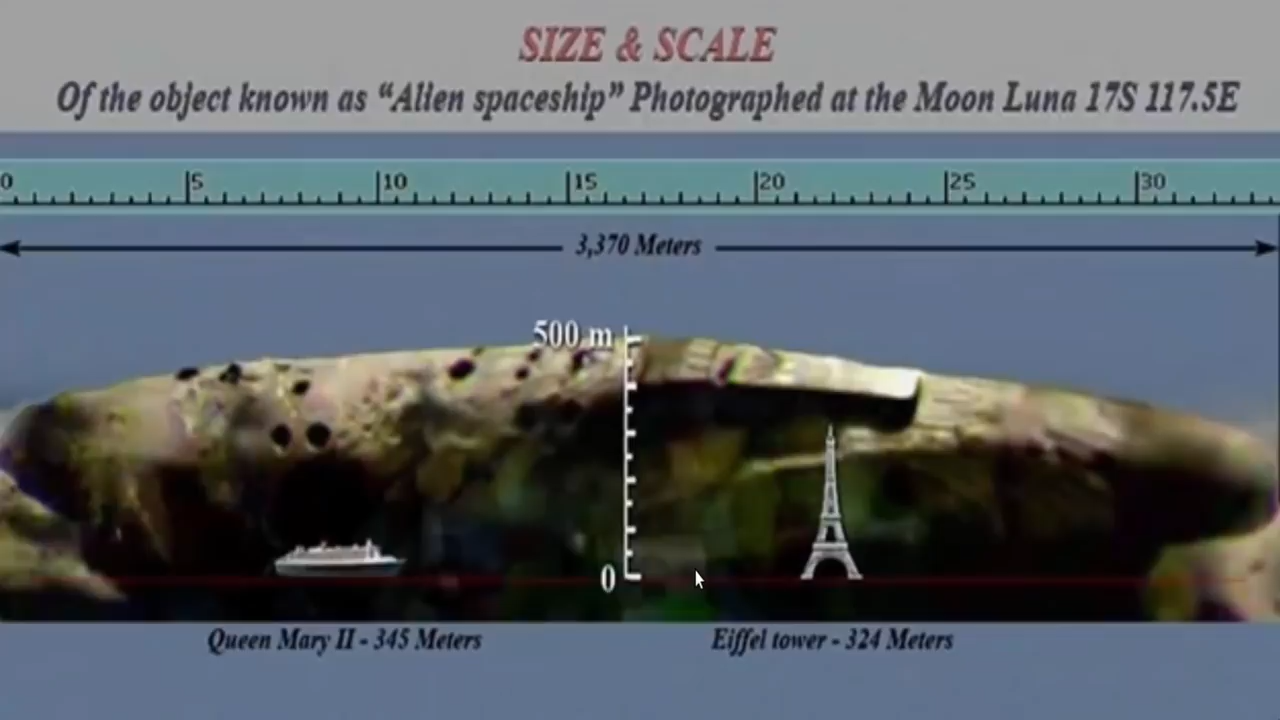 SIZE & SCALE
Of the object known as “Alien spaceship” Photographed at the Moon Luna 17S 117.5E
0 5 10 15 20 25 30
3,370 Meters
500 m
0
Queen Mary II - 345 Meters
Eiffel tower - 324 Meters